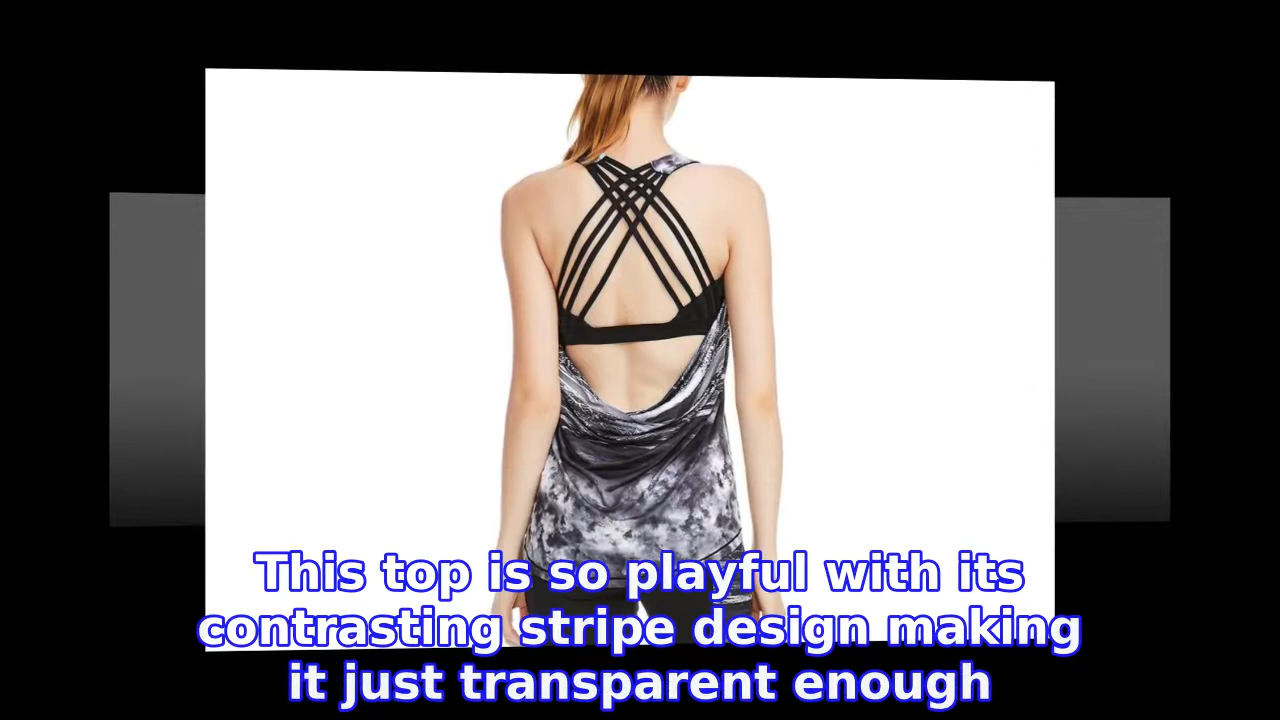 This top is so playful with its
contrasting stripe design making
it just transparent enough